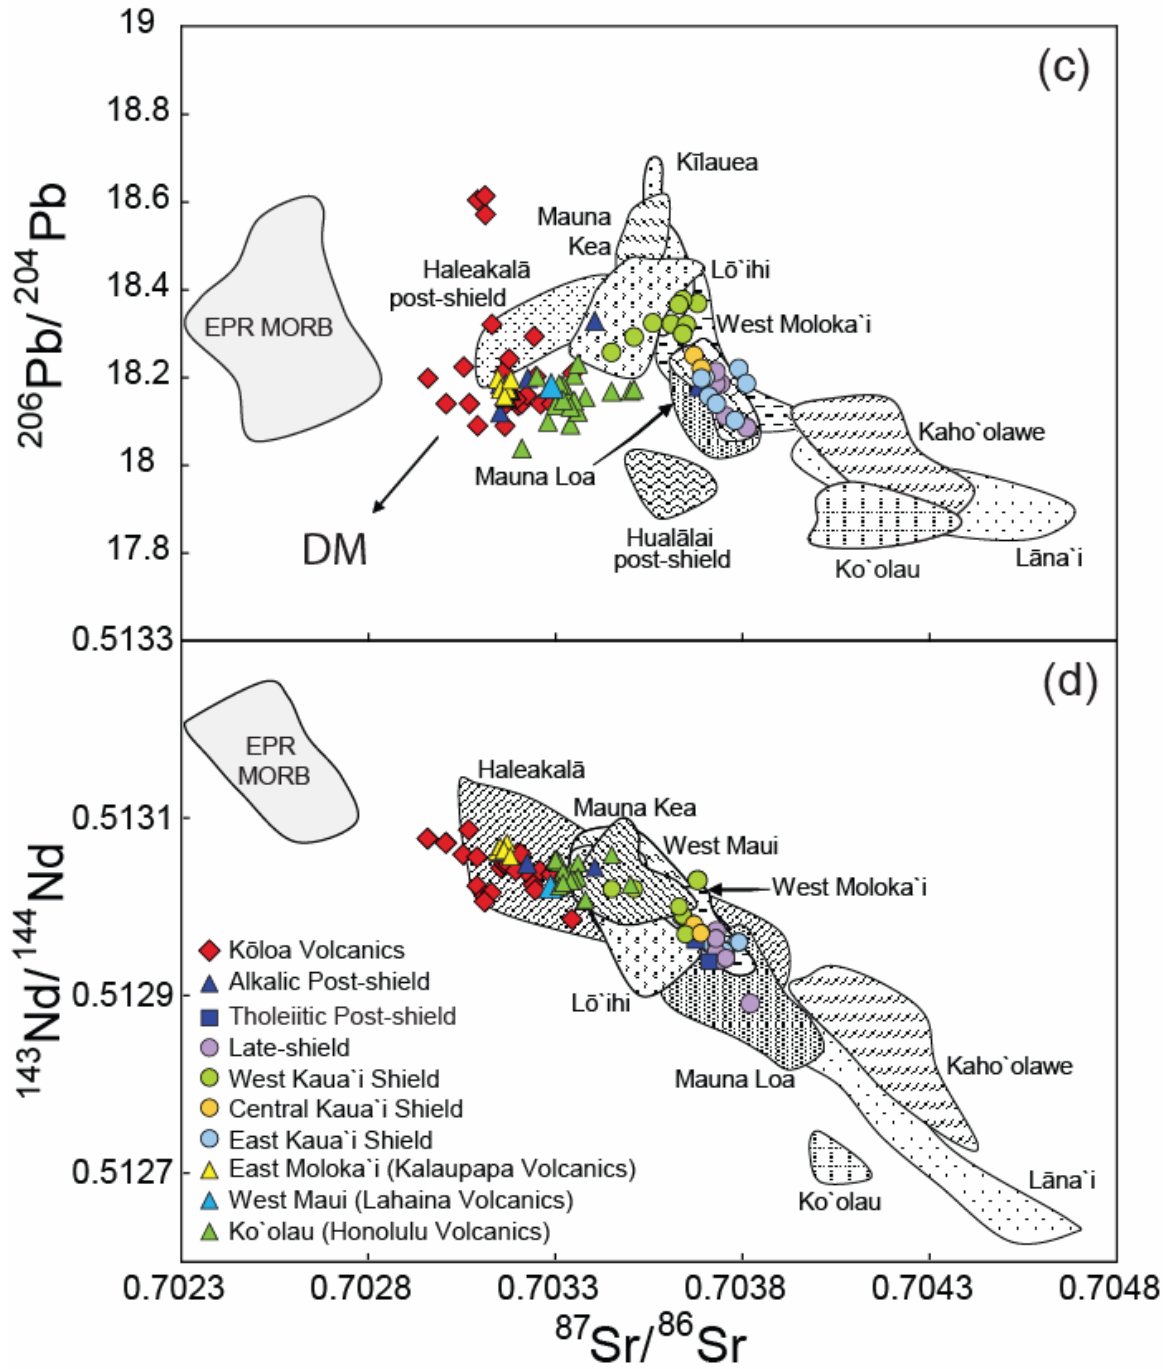 19
(c)
18.8
Kīlauea
18.6
Mauna
Kea
206Pb/204Pb
Haleakalā
post-shield
Lō`ihi
18.4
EPR MORB
West Moloka`i
18.2
Kaho`olawe
Mauna Loa
18
Hualālai
post-shield
DM
17.8
Ko`olau
Lāna`i
0.5133
(d)
EPR
MORB
Haleakalā
Mauna Kea
0.5131
West Maui
West Moloka`i
143Nd/144Nd
Kōloa Volcanics
Alkalic Post-shield
0.5129
Lō`ihi
Tholeiitic Post-shield
Late-shield
West Kaua`i Shield
Mauna Loa
Kaho`olawe
Central Kaua`i Shield
East Kaua`i Shield
0.5127
East Moloka`i (Kalaupapa Volcanics)
West Maui (Lahaina Volcanics)
Ko`olau
Lāna`i
Ko`olau (Honolulu Volcanics)
0.7023 0.7028 0.7033 0.7038 0.7043 0.7048
87Sr/86Sr